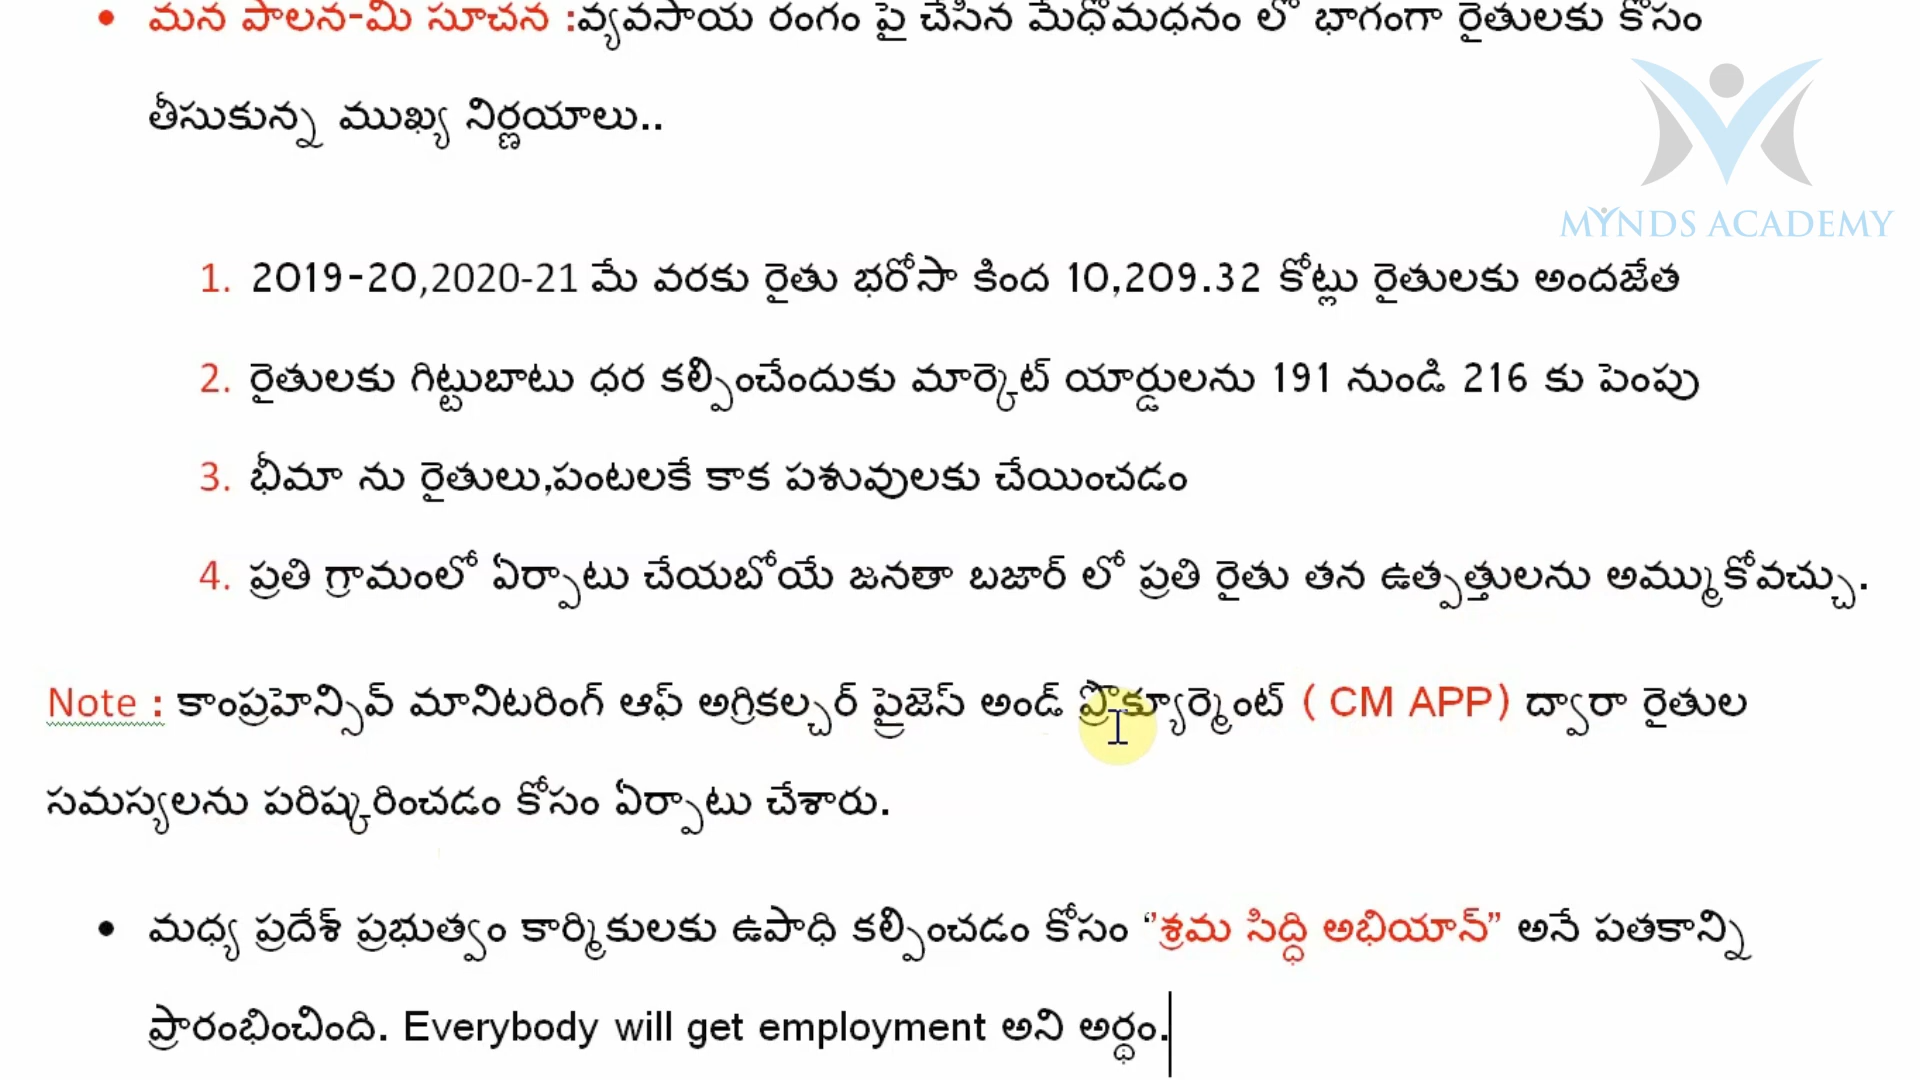 • మన పాలన-మి సూచన :వ్యవసాయ రంగం పై చేసిన మేధోమధనం లో భాగంగా రైతులకు కోసం
తీసుకున్న ముఖ్య నిర్ణయాలు..
MYNDS ACADEMY
1. 2019-20,2020-21 మే వరకు రైతు భరోసా కింద 10,209.32 కోట్లు రైతులకు అందజేత
2. రైతులకు గిట్టుబాటు ధర కల్పించేందుకు మార్కెట్ యార్డులను 191 నుండి 216 కు పెంపు
3. భీమా ను రైతులు,పంటలకే కాక పశువులకు చేయించడం
4. ప్రతి గ్రామంలో ఏర్పాటు చేయబోయే జనతా బజార్ లో ప్రతి రైతు తన ఉత్పత్తులను అమ్ముకోవచ్చు.
Note : కాంప్రహెన్సివ్ మానిటరింగ్ ఆఫ్ అగ్రికల్చర్ ప్రైజెస్ అండ్ ప్రొక్యూర్మెంట్ ( CM APP) ద్వారా రైతుల
సమస్యలను పరిష్కరించడం కోసం ఏర్పాటు చేశారు.
• మధ్య ప్రదేశ్ ప్రభుత్వం కార్మికులకు ఉపాధి కల్పించడం కోసం ‘’శ్రమ సిద్ధి అభియాన్” అనే పతకాన్ని
ప్రారంభించింది. Everybody will get employment అని అర్థం.